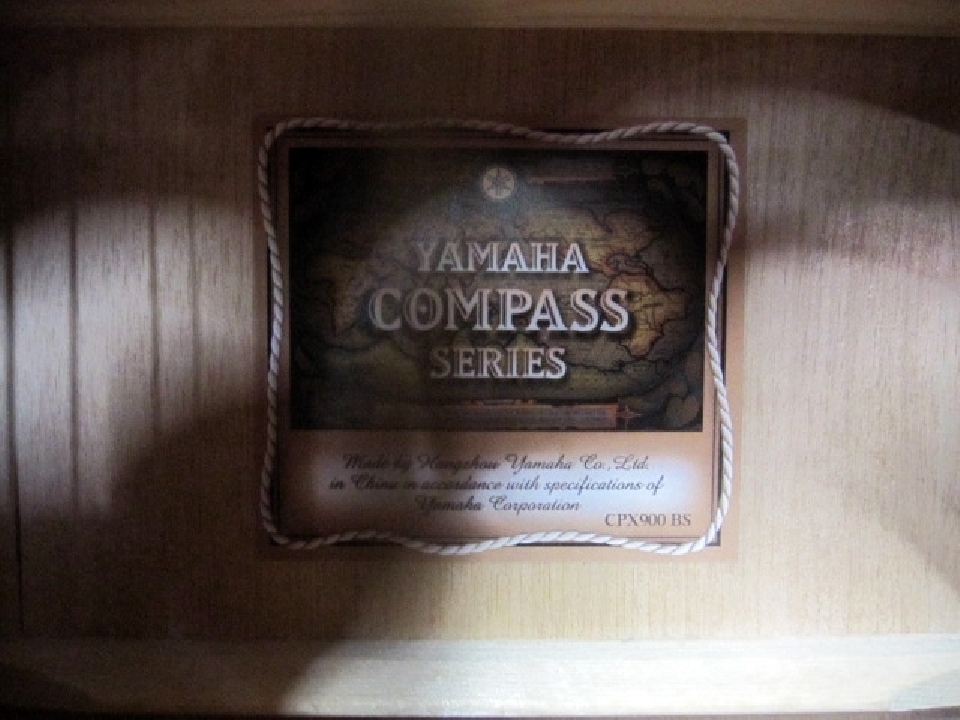 YAMAHA
COMPASS
SERIES
Made by Hangzhou Yamaha Co., Ltd.
in China in accordance with specifications of
Yamaha Corporation
CPX900 BS